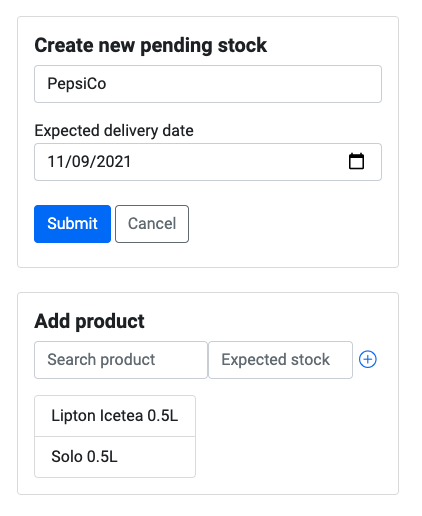 Create new pending stock
PepsiCo
Expected delivery date
11/09/2021
Submit Cancel
Add product
Search product Expected stock
Lipton Icetea 0.5L
Solo 0.5L